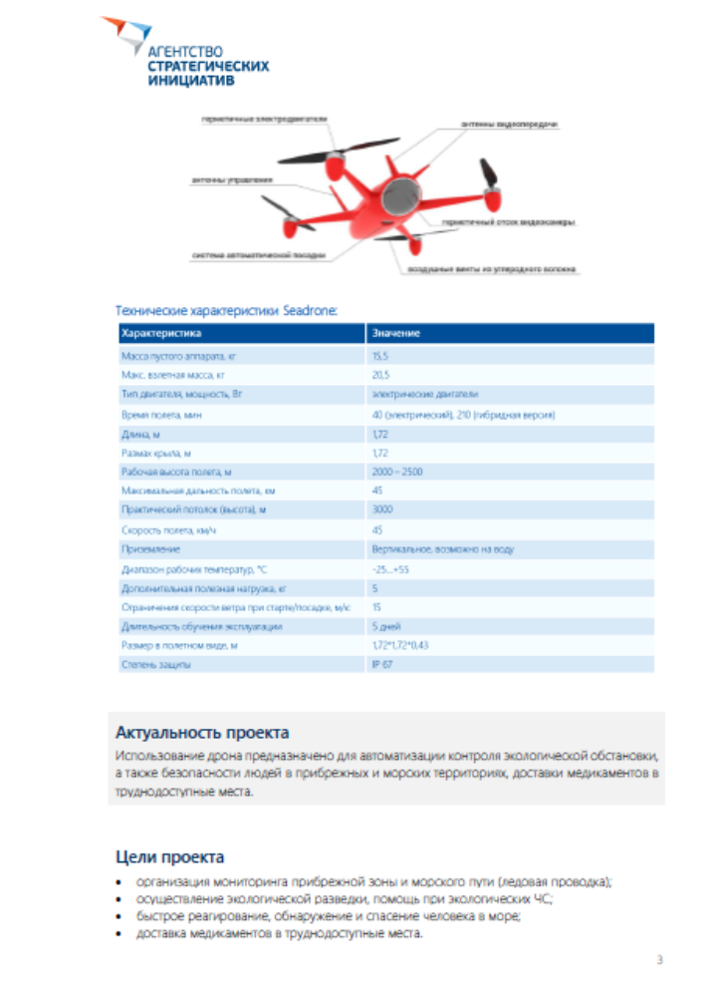 АГЕНТСТВО
СТРАТЕГИЧЕСКИХ
ИНИЦИАТИВ
герметичные электродвигатели
антенны видеопередачи
антенны управления
герметичный отсек видеокамеры
система автоматической посадки
воздушные винты из углеродного волокна
Технические характеристики Seadrone:
Характеристика Значение
Масса пустого аппарата, кг 15,5
Макс. взлетная масса, кг 20,5
Тип двигателя, мощность, Вт электрические двигатели
Время полета, мин 40 (электрический), 210 (гибридная версия)
Длина, м 1,72
Размах крыла, м 1,72
Рабочая высота полета, м 2000 – 2500
Максимальная дальность полета, км 45
Практический потолок (высота), м 3000
Скорость полета, км/ч 45
Приземление Вертикальное, возможно на воду
Диапазон рабочих температур, °С -25...+55
Дополнительная полезная нагрузка, кг 5
Ограничения скорости ветра при старте/посадке, м/с 15
Длительность обучения эксплуатации 5 дней
Размер в полетном виде, м 1,72*1,72*0,43
Степень защиты IP 67
Актуальность проекта
Использование дрона предназначено для автоматизации контроля экологической обстановки,
а также безопасности людей в прибрежных и морских территориях, доставки медикаментов в
труднодоступные места.
Цели проекта
• организация мониторинга прибрежной зоны и морского пути (ледовая проводка);
• осуществление экологической разведки, помощь при экологических ЧС;
• быстрое реагирование, обнаружение и спасение человека в море;
• доставка медикаментов в труднодоступные места.
3